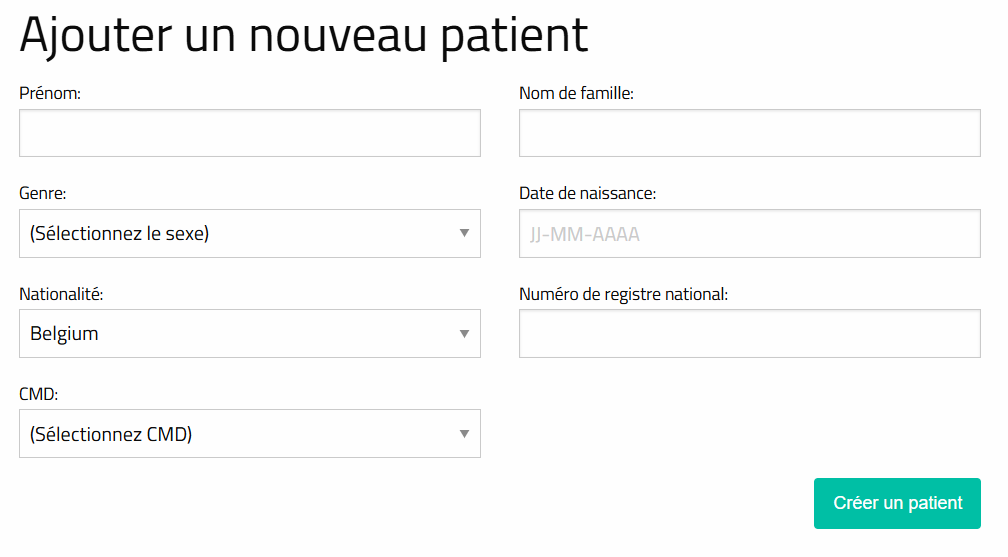 Ajouter un nouveau patient
Prénom:
Nom de famille:
Genre:
Date de naissance:
(Sélectionnez le sexe)
JJ-MM-AAAA
Nationalité:
Numéro de registre national:
Belgium
CMD:
(Sélectionnez CMD)
Créer un patient